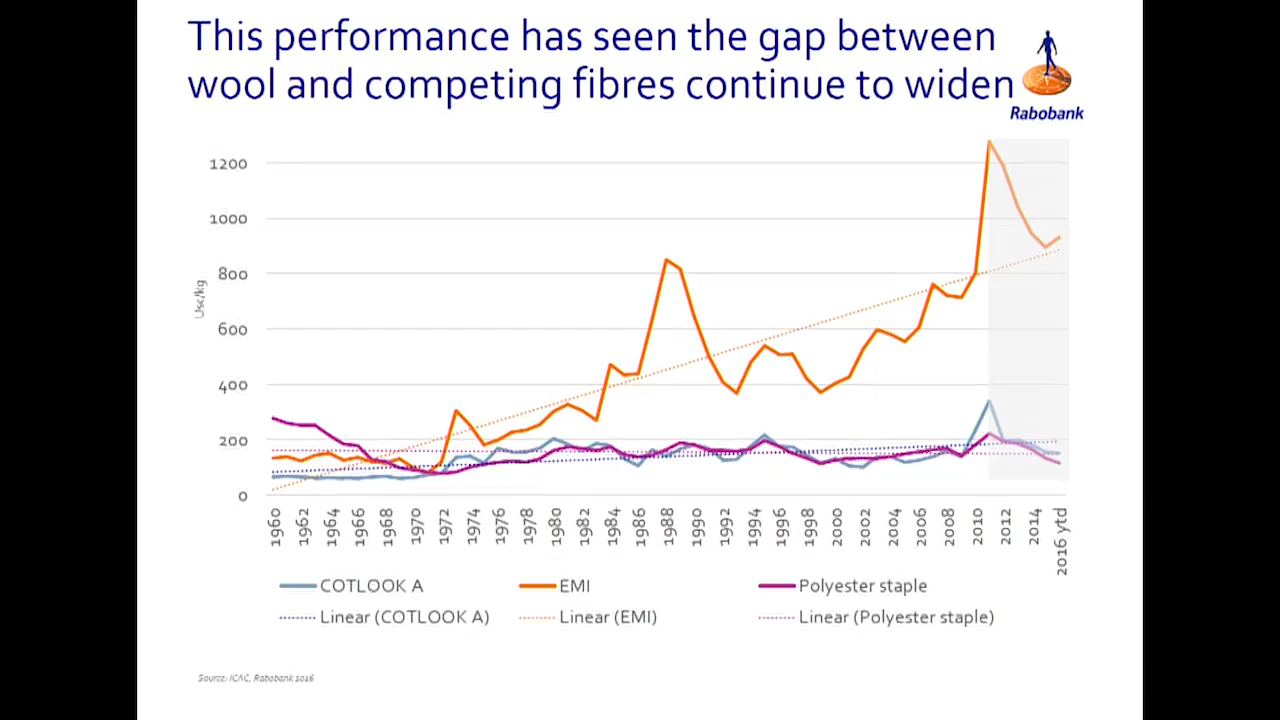 This performance has seen the gap between
wool and competing fibres continue to widen
Rabobank
1200
1000
800
600
400
200
0
Usc/kg
1960
1962
1964
1966
1968
1970
1972
1974
1976
1978
1980
1982
1984
1986
1988
1990
1992
1994
1996
1998
2000
2002
2004
2006
2008
2010
2012
2014
2016 ytd
COTLOOK A
EMI
Polyester staple
Linear (COTLOOK A)
Linear (EMI)
Linear (Polyester staple)
Source: ICAC, Rabobank 2016